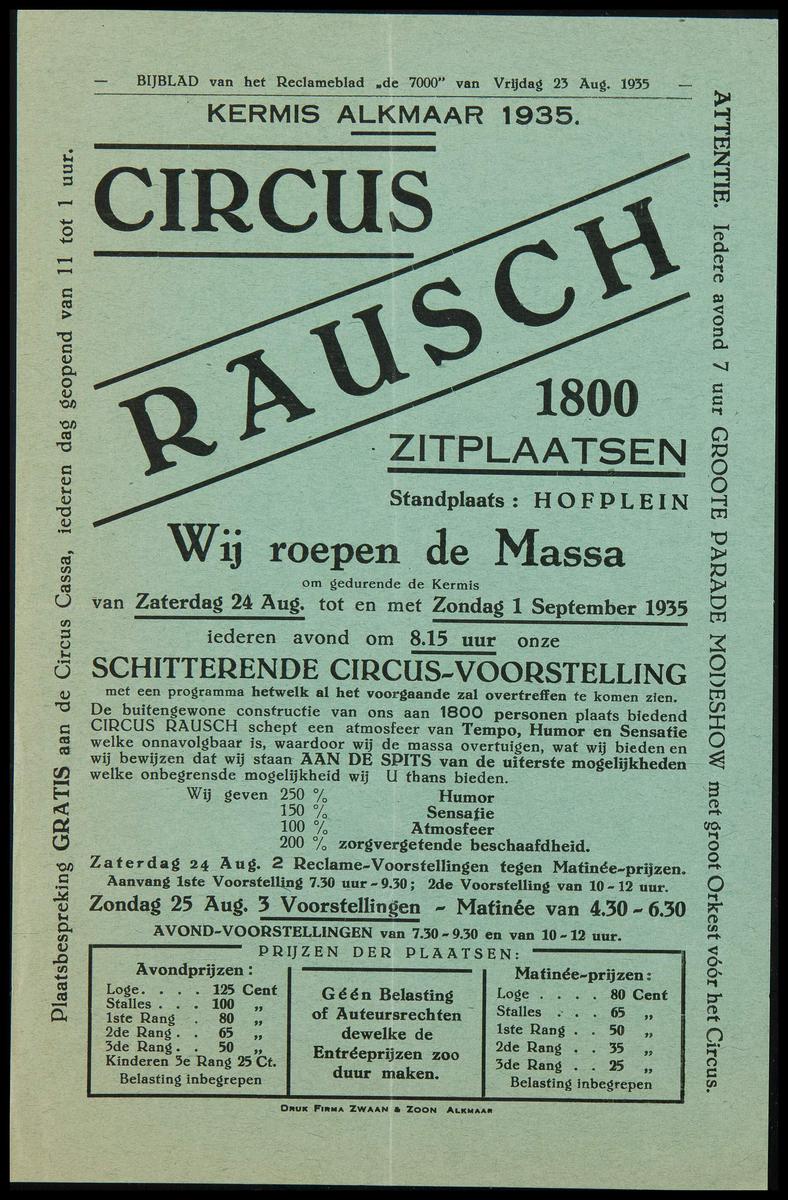 — BIJBLAD van het Reclameblad „de 7000” van Vrijdag 23 Aug. 1935 —
KERMIS ALKMAAR 1935.
CIRCUS
RAUSCH
1800
ZITPLAATSEN
Standplaats : HOFPLEIN
Wij roepen de Massa
om gedurende de Kermis
van Zaterdag 24 Aug. tot en met Zondag 1 September 1935
iederen avond om 8.15 uur onze
SCHITTERENDE CIRCUS-VOORSTELLING
met een programma hetwelk al het voorgaande zal overtreffen te komen zien.
De buitengewone constructie van ons aan 1800 personen plaats biedend
CIRCUS RAUSCH schept een atmosfeer van Tempo, Humor en Sensatie
welke onnavolgbaar is, waardoor wij de massa overtuigen, wat wij bieden en
wij bewijzen dat wij staan AAN DE SPITS van de uiterste mogelijkheden
welke onbegrensde mogelijkheid wij U thans bieden.
Wij geven 250 % Humor
150 % Sensatie
100 % Atmosfeer
200 % zorgvergetende beschaafdheid.
Zaterdag 24 Aug. 2 Reclame-Voorstellingen tegen Matinée-prijzen.
Aanvang 1ste Voorstelling 7.30 uur - 9.30 ; 2de Voorstelling van 10 - 12 uur.
Zondag 25 Aug. 3 Voorstellingen - Matinée van 4.30 - 6.30
AVOND-VOORSTELLINGEN van 7.30 - 9.30 en van 10 - 12 uur.
PRIJZEN DER PLAATSEN:
Avondprijzen :
Loge. . . . 125 Cent
Stalles . . . 100 „
1ste Rang . 80 „
2de Rang . . 65 „
3de Rang . . 50 „
Kinderen 3e Rang 25 Ct.
Belasting inbegrepen
Géén Belasting
of Auteursrechten
dewelke de
Entréeprijzen zoo
duur maken.
Matinée-prijzen :
Loge . . . . 80 Cent
Stalles . . . 65 „
1ste Rang . . 50 „
2de Rang . . 35 „
3de Rang . . 25 „
Belasting inbegrepen
DRUK FIRMA ZWAAN & ZOON ALKMAAR
Plaatsbespreking GRATIS aan de Circus Cassa, iederen dag geopend van 11 tot 1 uur.
ATTENTIE. Iedere avond 7 uur GROOTE PARADE MODESHOW met groot Orkest vóór het Circus.